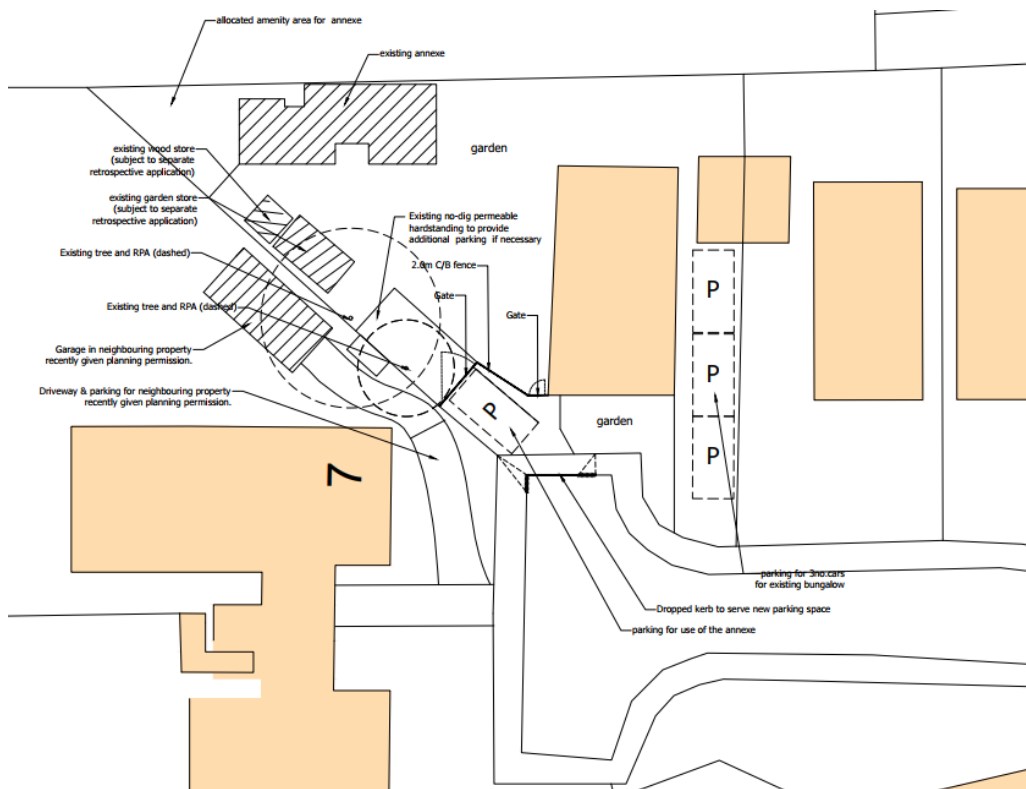 allocated amenity area for annexe
existing annexe
existing wood store
(subject to separate
retrospective application)
garden
existing garden store
(subject to separate
retrospective application)
Existing no-dig permeable
hardstanding to provide
additional parking if necessary
Existing tree and RPA (dashed)
2.0m C/B fence
Gate
Existing tree and RPA (dashed)
Gate
P
P
P
Garage in neighbouring property
recently given planning permission.
Driveway & parking for neighbouring property
recently given planning permission.
P
garden
7
parking for 3no.cars
for existing bungalow
Dropped kerb to serve new parking space
parking for use of the annexe